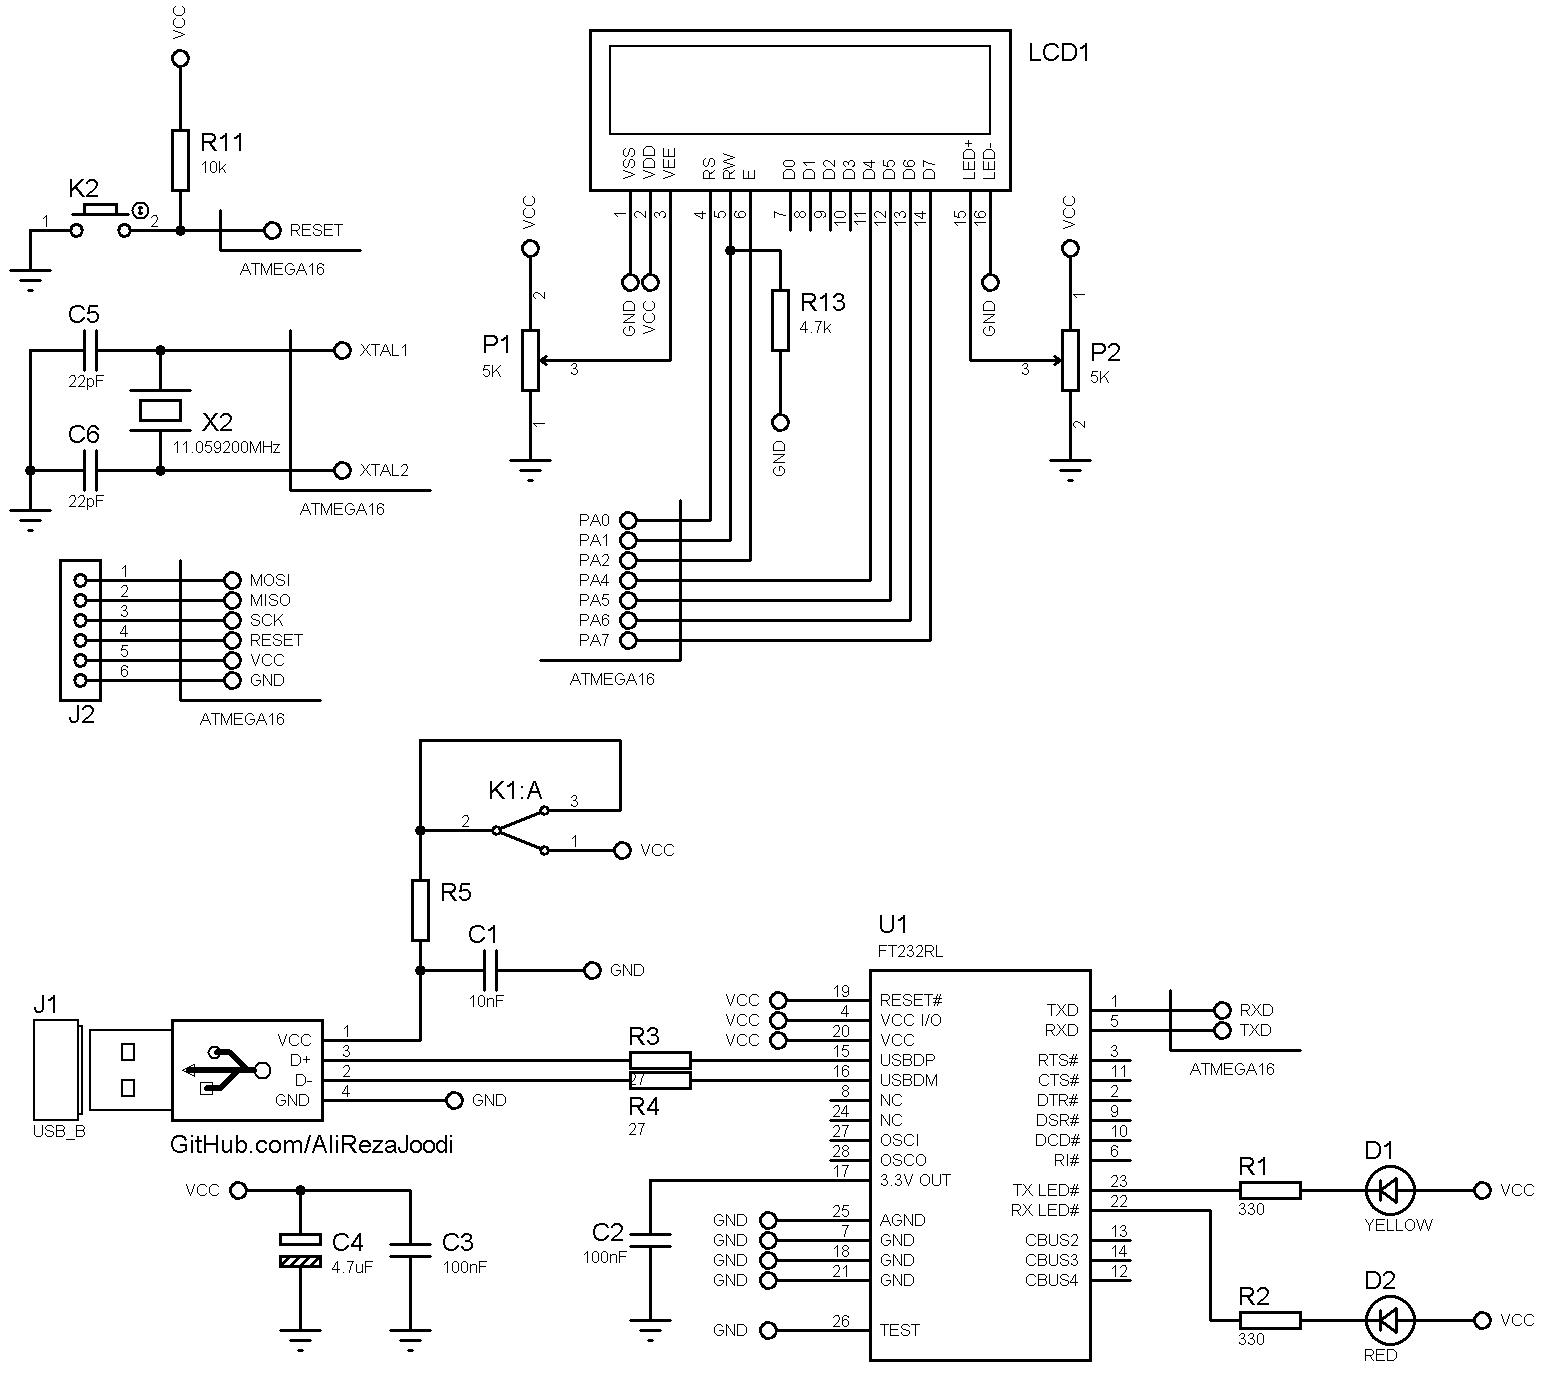 VCC
R11
10k
K2
1
2
RESET
ATMEGA16
C5
22pF
XTAL1
X2
11.059200MHz
C6
22pF
XTAL2
ATMEGA16
1 MOSI
2 MISO
3 SCK
4 RESET
5 VCC
6 GND
J2
ATMEGA16
LCD1
VSS VDD VEE RS RW E D0 D1 D2 D3 D4 D5 D6 D7 LED+ LED-
1 2 3 4 5 6 7 8 9 10 11 12 13 14 15 16
VCC
2
P1
5K
3
1
GND
VCC
R13
4.7k
GND
GND
VCC
1
P2
5K
3
2
PA0
PA1
PA2
PA4
PA5
PA6
PA7
ATMEGA16
K1:A
3
2
1
VCC
R5
C1
10nF
GND
J1
USB_B
VCC 1
D+ 3
D- 2
GND 4
GND
GitHub.com/AliRezaJoodi
R3
27
R4
27
VCC
C4
4.7uF
C3
100nF
C2
100nF
U1
FT232RL
VCC 19 RESET#
VCC 4 VCC I/O
VCC 20 VCC
15 USBDP
16 USBDM
8 NC
24 NC
27 OSCI
28 OSCO
17 3.3V OUT
GND 25 AGND
GND 7 GND
GND 18 GND
GND 21 GND
GND 26 TEST
TXD 1 RXD
RXD 5 TXD
ATMEGA16
RTS# 3
CTS# 11
DTR# 2
DSR# 9
DCD# 10
RI# 6
TX LED# 23
RX LED# 22
CBUS2 13
CBUS3 14
CBUS4 12
R1
330
D1
YELLOW
VCC
R2
330
D2
RED
VCC